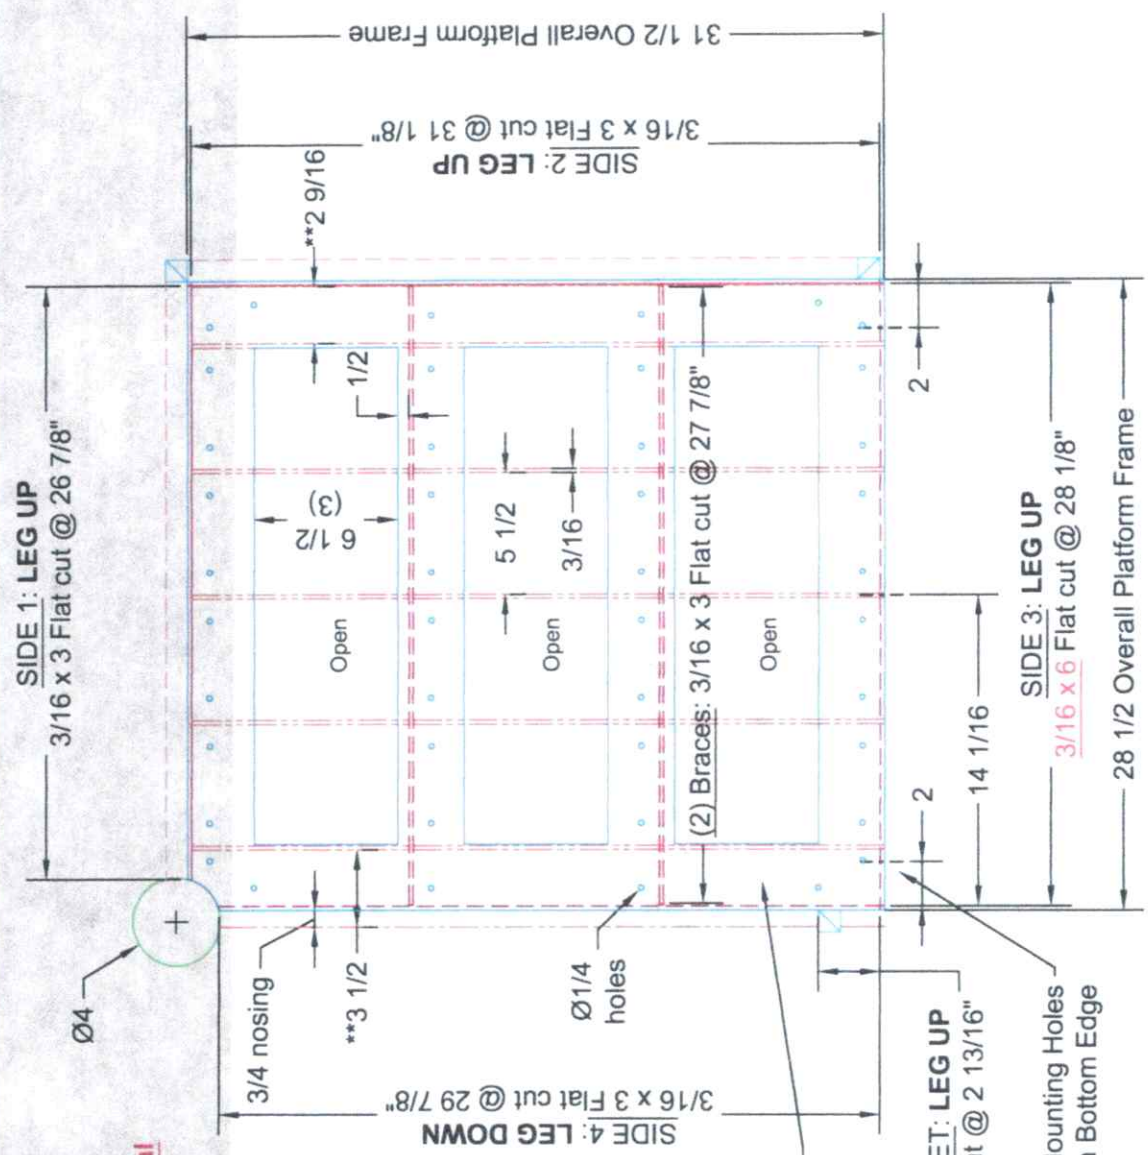 31 1/2 Overall Platform Frame
SIDE 2: LEG UP
3/16 x 3 Flat cut @ 31 1/8"
SIDE 1: LEG UP
3/16 x 3 Flat cut @ 26 7/8"
**2 9/16
Ø4
3/4 nosing
**3 1/2
1/2
6 1/2
(3)
5 1/2
3/16
Open
Open
Open
(2) Braces: 3/16 x 3 Flat cut @ 27 7/8"
Ø1/4
holes
SIDE 4: LEG DOWN
3/16 x 3 Flat cut @ 29 7/8"
2
2
14 1/16
SIDE 3: LEG UP
3/16 x 6 Flat cut @ 28 1/8"
28 1/2 Overall Platform Frame
ET: LEG UP
@ 2 13/16"
ounting Holes
Bottom Edge